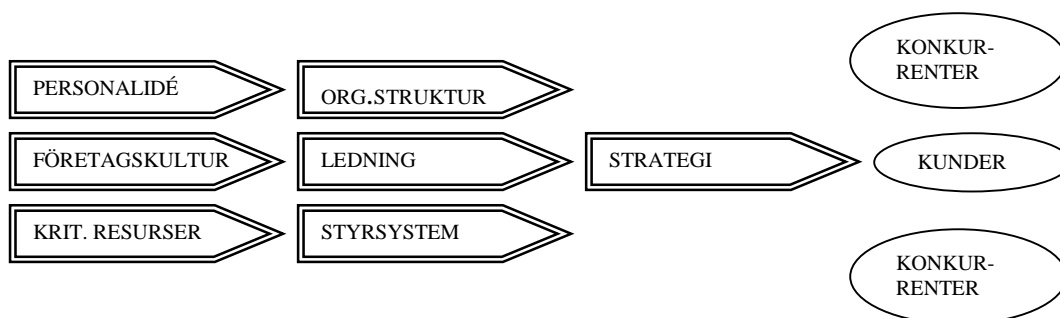 KONKUR-
RENTER
PERSONALIDÉ
ORG.STRUKTUR
FÖRETAGSKULTUR
LEDNING
STRATEGI
KUNDER
KRIT. RESURSER
STYRSYSTEM
KONKUR-
RENTER